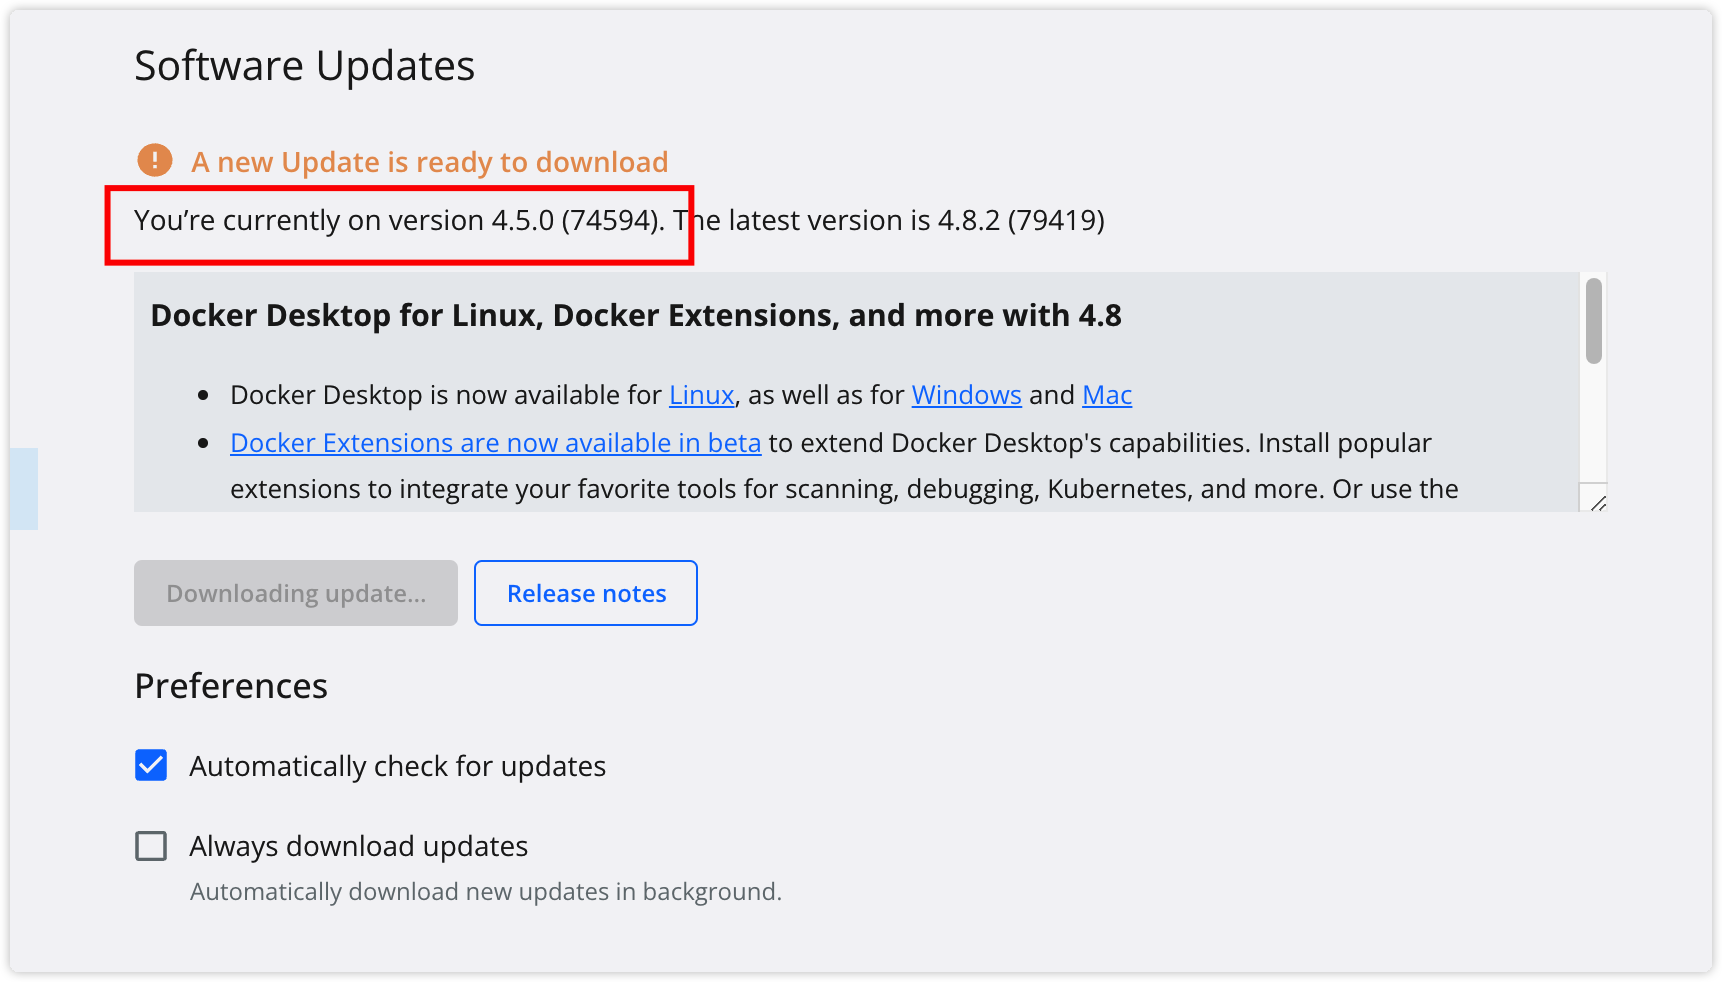 Software Updates
A new Update is ready to download
You’re currently on version 4.5.0 (74594). The latest version is 4.8.2 (79419)
Docker Desktop for Linux, Docker Extensions, and more with 4.8
Docker Desktop is now available for Linux, as well as for Windows and Mac
Docker Extensions are now available in beta to extend Docker Desktop's capabilities. Install popular
extensions to integrate your favorite tools for scanning, debugging, Kubernetes, and more. Or use the
Downloading update...
Release notes
Preferences
Automatically check for updates
Always download updates
Automatically download new updates in background.